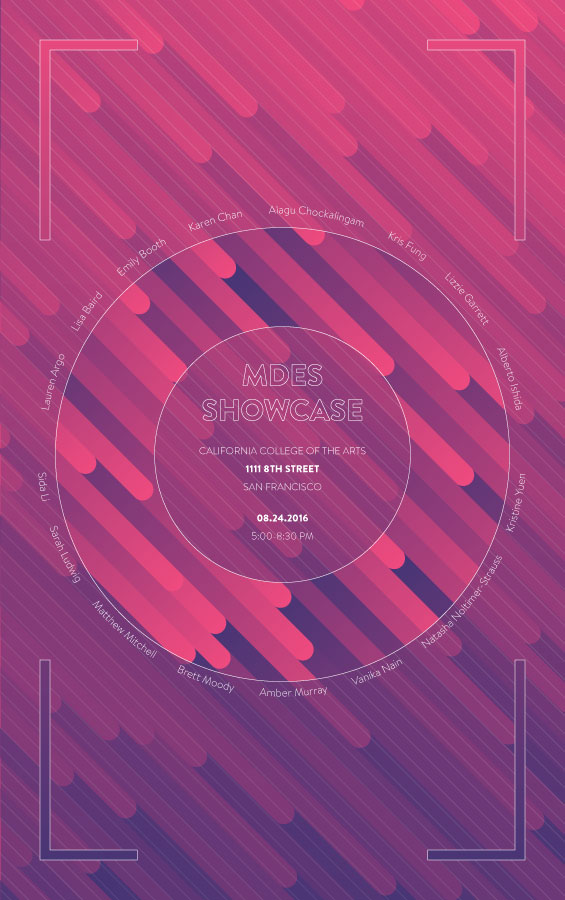 MDES
SHOWCASE
CALIFORNIA COLLEGE OF THE ARTS
1111 8TH STREET
SAN FRANCISCO
08.24.2016
5:00-8:30 PM
Alagu Chockalingam
Kris Fung
Lizzie Garrett
Alberto Ishida
Kristine Yuen
Natasha Noltimer-Strauss
Vanika Nain
Amber Murray
Brett Moody
Matthew Mitchell
Sarah Ludwig
Sida Li
Lauren Argo
Lisa Baird
Emily Booth
Karen Chan